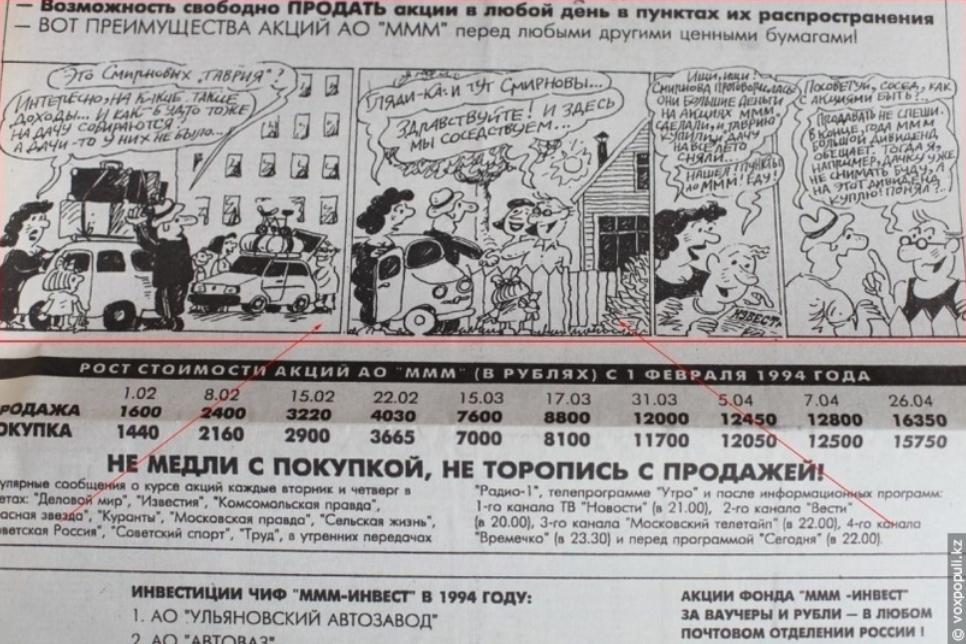 — Возможность свободно ПРОДАТЬ акции в любой день в пунктах их распространения
— ВОТ ПРЕИМУЩЕСТВА АКЦИЙ АО "МММ" перед любыми другими ценными бумагами!
Это Смирновых "ТАВРИЯ"!
ИНТЕРЕСНО, НА КАКИЕ ТАКИЕ
ДОХОДЫ... И КАК-БУДТО ТОЖЕ
НА ДАЧУ СОБИРАЮТСЯ...
А ДАЧИ-ТО У НИХ НЕ БЫЛО...
ГЛЯДИ-КА: И ТУТ СМИРНОВЫ...
ЗДРАВСТВУЙТЕ! И ЗДЕСЬ
МЫ СОСЕДСТВУЕМ...
ИЩИ, ИЩИ!
СМИРНОВА ПРОГОВОРИЛАСЬ
ОНИ БОЛЬШИЕ ДЕНЬГИ
НА АКЦИЯХ МММ
СДЕЛАЛИ, И ТАВРИЮ
КУПИЛИ, И ДАЧУ
НА ВСЕ ЛЕТО
СНЯЛИ...
НАШЕЛ! ПУНКТЫ
АО МММ! ЕДУ!
ИЗВЕСТ
ПОСОВЕТУЙ, СОСЕД, КАК
С АКЦИЯМИ БЫТЬ?..
ПРОДАВАТЬ НЕ СПЕШИ.
В КОНЦЕ ГОДА МММ
БОЛЬШОЙ ДИВИДЕНД
ОБЕЩАЕТ. ТОГДА Я,
НАПРИМЕР, ДАЧКУ УЖЕ
НЕ СНИМАТЬ БУДУ, А
НА ЭТОТ ДИВИДЕНД
КУПЛЮ! ПОНЯЛ?..
РОСТ СТОИМОСТИ АКЦИЙ АО "МММ" (В РУБЛЯХ) С 1 ФЕВРАЛЯ 1994 ГОДА
1.02 8.02 15.02 22.02 15.03 17.03 31.03 5.04 7.04 26.04
РОДАЖА 1600 2400 3220 4030 7600 8800 12000 12450 12800 16350
ОКУПКА 1440 2160 2900 3665 7000 8100 11700 12050 12500 15750
НЕ МЕДЛИ С ПОКУПКОЙ, НЕ ТОРОПИСЬ С ПРОДАЖЕЙ!
улярные сообщения о курсе акций каждые вторник и четверг в
етах: "Деловой мир", "Известия", "Комсомольская правда",
асная звезда", "Куранты", "Московская правда", "Сельская жизнь",
оветская Россия", "Советский спорт", "Труд", в утренних передачах
"Радио-1", телепрограмме "Утро" и после информационных программ:
1-го канала ТВ "Новости" (в 21.00), 2-го канала "Вести"
(в 20.00), 3-го канала "Московский телетайп" (в 22.00), 4-го канала
"Времечко" (в 23.30) и перед программой "Сегодня" (в 22.00).
ИНВЕСТИЦИИ ЧИФ "МММ-ИНВЕСТ" В 1994 ГОДУ:
1. АО "УЛЬЯНОВСКИЙ АВТОЗАВОД"
2. АО "АВТОВАЗ"
АКЦИИ ФОНДА "МММ -ИНВЕСТ"
ЗА ВАУЧЕРЫ И РУБЛИ — В ЛЮБОМ
ПОЧТОВОМ ОТДЕЛЕНИИ РОССИИ !
© voxpopuli.kz